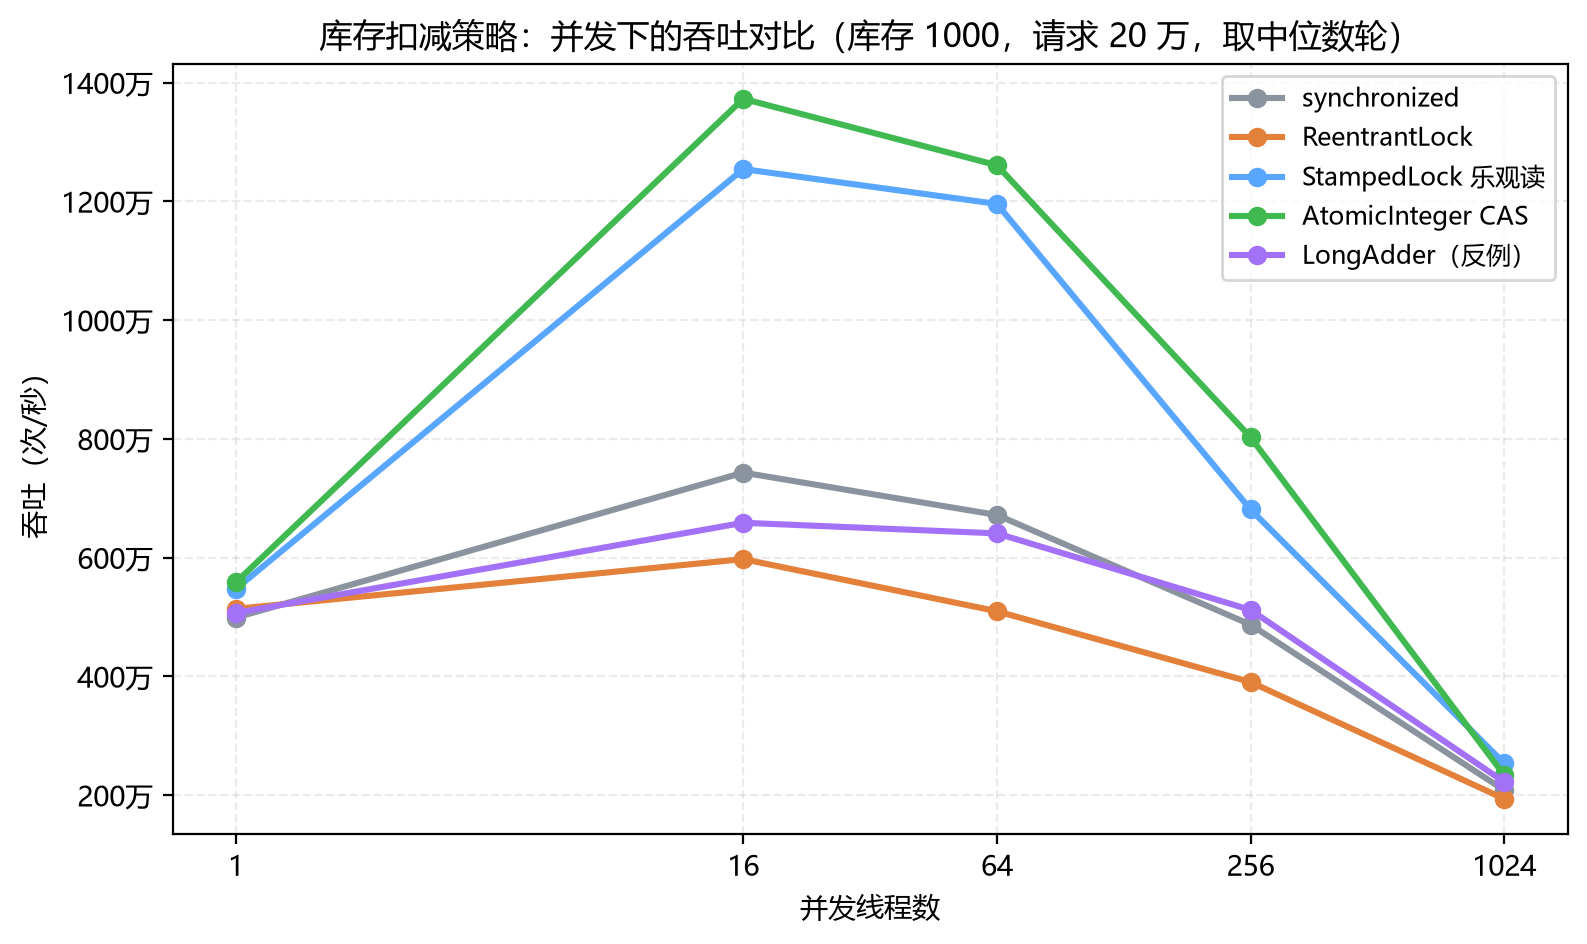 库存扣减策略：并发下的吞吐对比（库存 1000，请求 20 万，取中位数轮）
1400万
1200万
1000万
800万
600万
400万
200万
吞吐（次/秒）
synchronized
ReentrantLock
StampedLock 乐观读
AtomicInteger CAS
LongAdder（反例）
1
16
64
256
1024
并发线程数